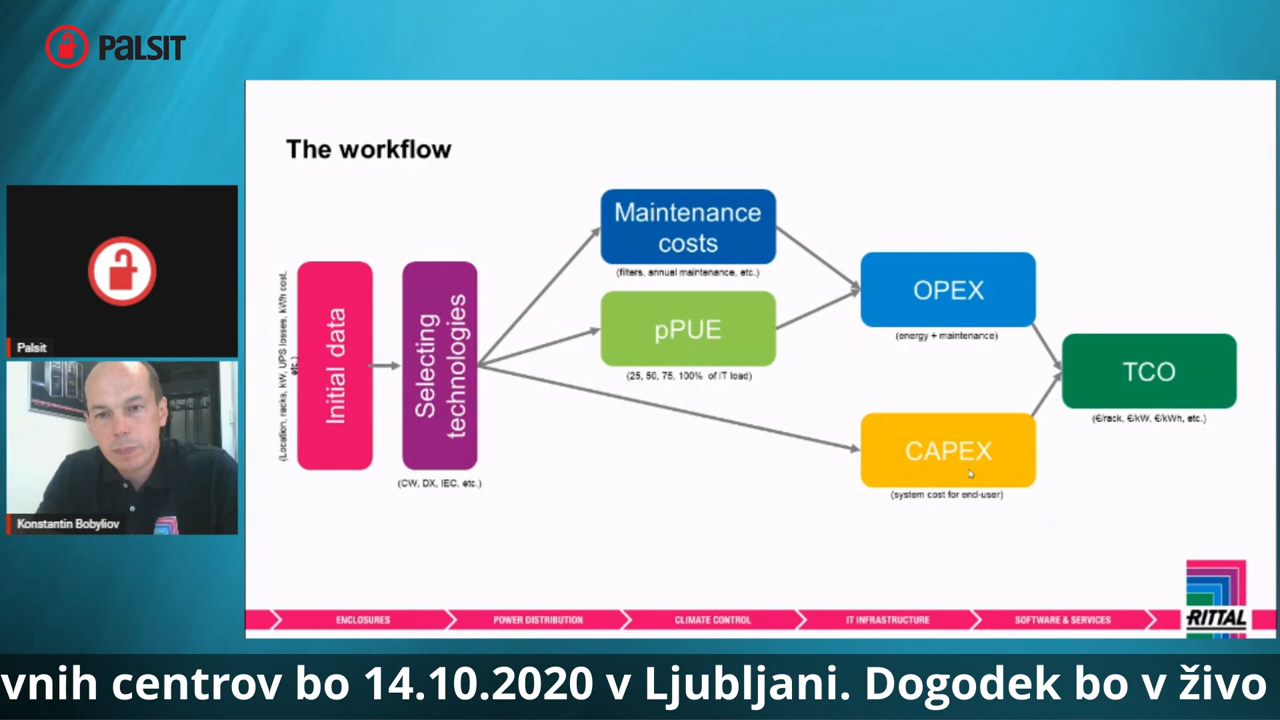 PALSIT
The workflow
Maintenance
costs
(filters, annual maintenance, etc.)
OPEX
(energy + maintenance)
(Location, racks, kW, UPS losses, kWh cost,
etc.)
Initial data
Selecting
technologies
(CW, DX, IEC, etc.)
pPUE
(25, 50, 75, 100% of IT load)
TCO
(€/rack, €/kW, €/kWh, etc.)
CAPEX
(system cost for end-user)
Palsit
Konstantin Bobyliov
ENCLOSURES
POWER DISTRIBUTION
CLIMATE CONTROL
IT INFRASTRUCTURE
SOFTWARE & SERVICES
RITTAL
vnih centrov bo 14.10.2020 v Ljubljani. Dogodek bo v živo